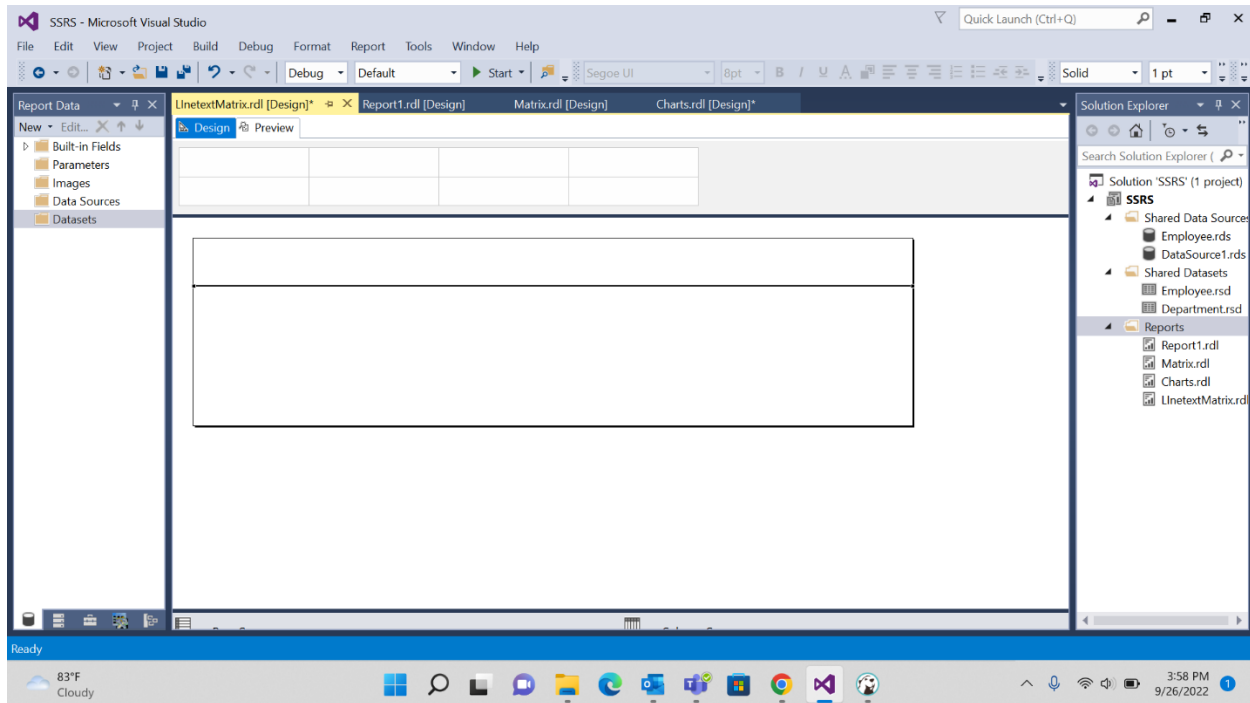 SSRS - Microsoft Visual Studio
Quick Launch (Ctrl+Q)
File Edit View Project Build Debug Format Report Tools Window Help
Debug Default Start Segoe UI 8pt B I U A Solid 1 pt
Report Data
LInetextMatrix.rdl [Design]* Report1.rdl [Design] Matrix.rdl [Design] Charts.rdl [Design]*
Solution Explorer
New Edit...
Design Preview
Built-in Fields
Parameters
Images
Data Sources
Datasets
Search Solution Explorer (
Solution 'SSRS' (1 project)
SSRS
Shared Data Sources
Employee.rds
DataSource1.rds
Shared Datasets
Employee.rsd
Department.rsd
Reports
Report1.rdl
Matrix.rdl
Charts.rdl
LInetextMatrix.rdl
Ready
83°F
Cloudy
3:58 PM
9/26/2022
1